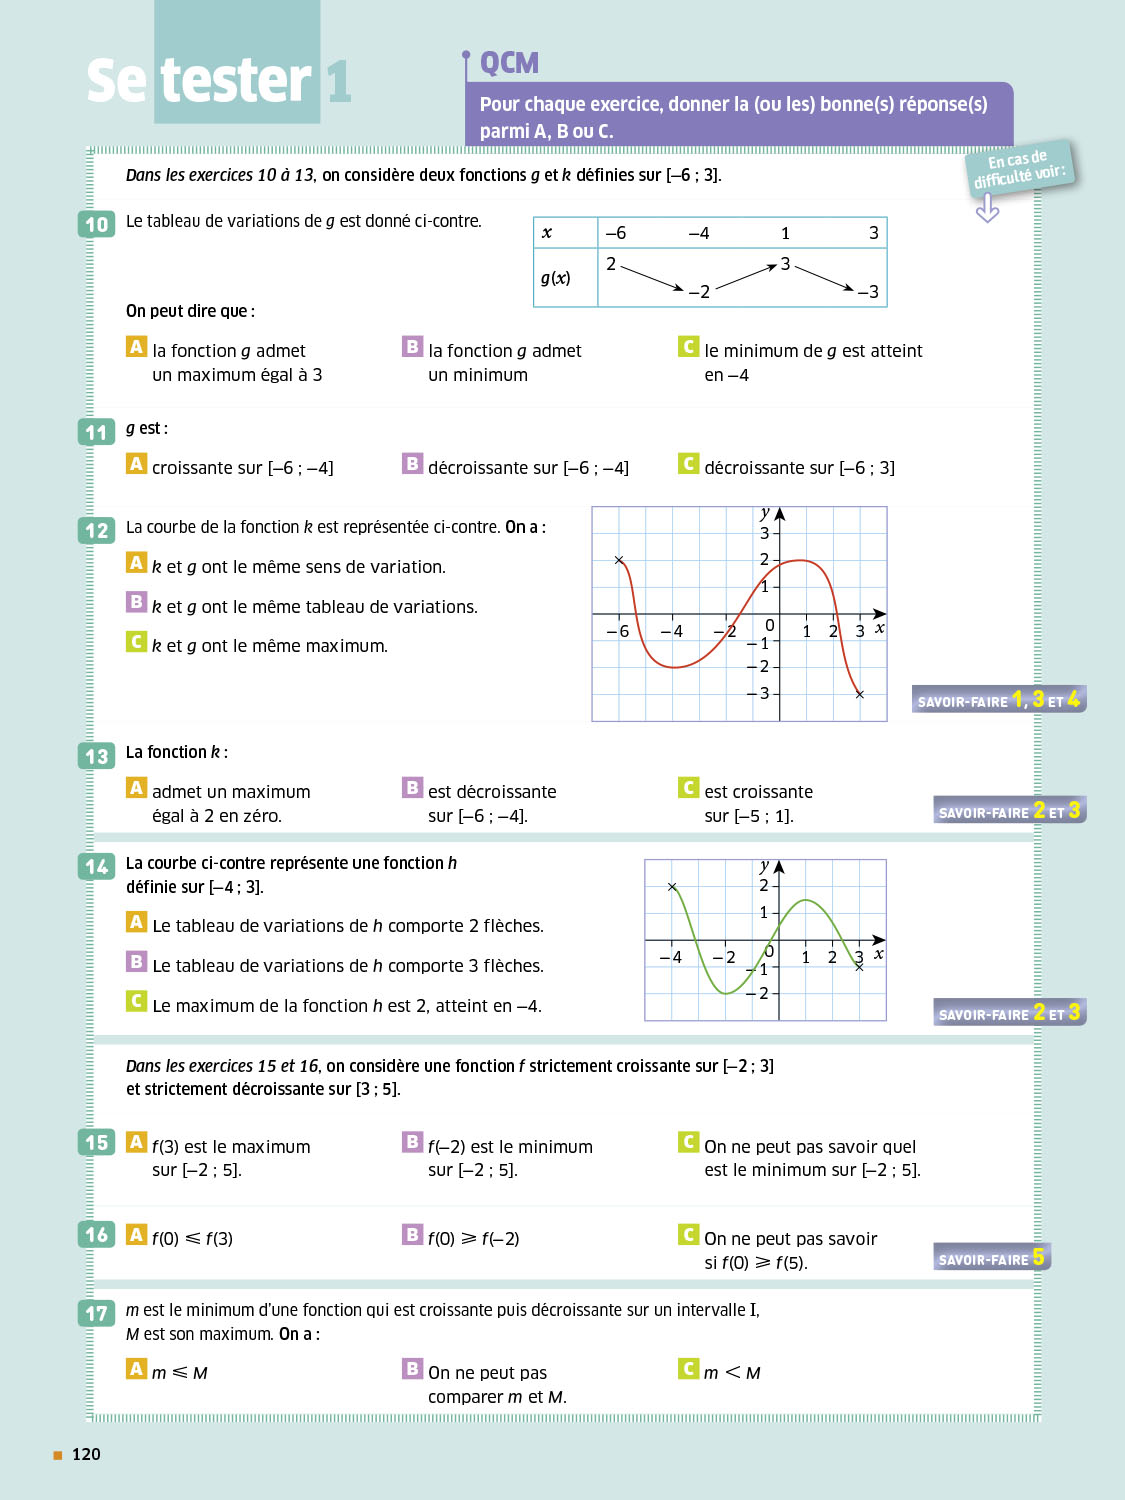 Se tester 1
QCM
Pour chaque exercice, donner la (ou les) bonne(s) réponse(s)
parmi A, B ou C.
En cas de
difficulté voir :
Dans les exercices 10 à 13, on considère deux fonctions g et k définies sur [–6 ; 3].
10 Le tableau de variations de g est donné ci-contre.
x –6 –4 1 3
g(x) 2 –2 3 –3
On peut dire que :
A la fonction g admet
un maximum égal à 3
B la fonction g admet
un minimum
C le minimum de g est atteint
en –4
11 g est :
A croissante sur [–6 ; –4]
B décroissante sur [–6 ; –4]
C décroissante sur [–6 ; 3]
12 La courbe de la fonction k est représentée ci-contre. On a :
A k et g ont le même sens de variation.
B k et g ont le même tableau de variations.
C k et g ont le même maximum.
y
3
2
1
–6 –4 –2 0 1 2 3 x
–1
–2
–3
SAVOIR-FAIRE 1, 3 ET 4
13 La fonction k :
A admet un maximum
égal à 2 en zéro.
B est décroissante
sur [–6 ; –4].
C est croissante
sur [–5 ; 1].
SAVOIR-FAIRE 2 ET 3
14 La courbe ci-contre représente une fonction h
définie sur [–4 ; 3].
A Le tableau de variations de h comporte 2 flèches.
B Le tableau de variations de h comporte 3 flèches.
C Le maximum de la fonction h est 2, atteint en –4.
y
2
1
–4 –2 0 1 2 3 x
–1
–2
SAVOIR-FAIRE 2 ET 3
Dans les exercices 15 et 16, on considère une fonction f strictement croissante sur [–2 ; 3]
et strictement décroissante sur [3 ; 5].
15 A f(3) est le maximum
sur [–2 ; 5].
B f(–2) est le minimum
sur [–2 ; 5].
C On ne peut pas savoir quel
est le minimum sur [–2 ; 5].
16 A f(0) ⩽ f(3)
B f(0) ⩾ f(–2)
C On ne peut pas savoir
si f(0) ⩾ f(5).
SAVOIR-FAIRE 5
17 m est le minimum d'une fonction qui est croissante puis décroissante sur un intervalle I,
M est son maximum. On a :
A m ⩽ M
B On ne peut pas
comparer m et M.
C m < M
120